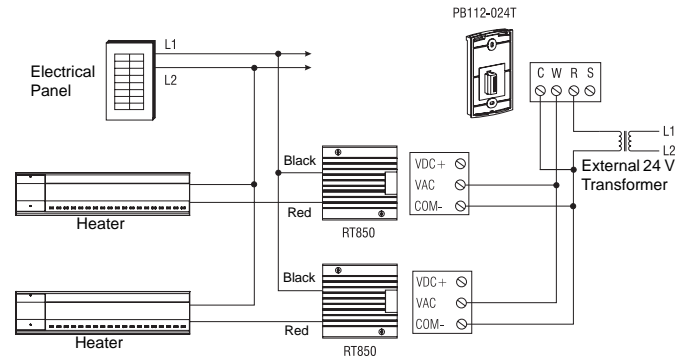 PB112-024T
L1
L2
Electrical
Panel
C W R S
L1
L2
External 24 V
Transformer
Black
VDC+
VAC
COM-
Red
Heater
RT850
Black
VDC+
VAC
COM-
Red
Heater
RT850